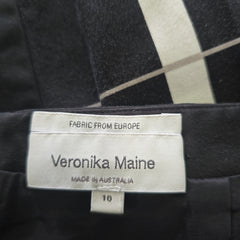 FABRIC FROM EUROPE
Veronika Maine
MADE IN AUSTRALIA
10